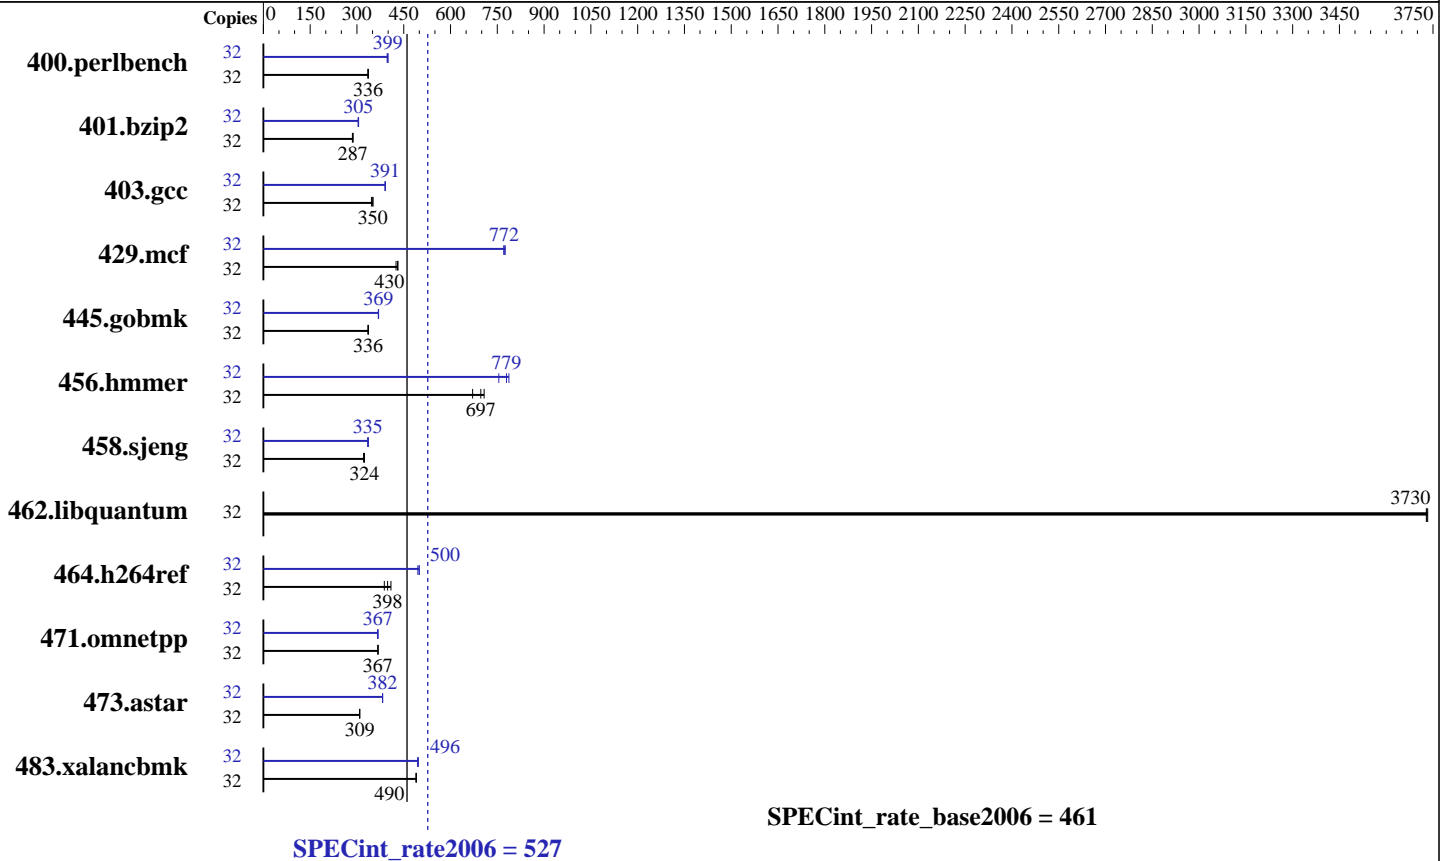 Copies 0 150 300 450 600 750 900 1050 1200 1350 1500 1650 1800 1950 2100 2250 2400 2550 2700 2850 3000 3150 3300 3450 3750
400.perlbench 32 399
32 336
401.bzip2 32 305
32 287
403.gcc 32 391
32 350
429.mcf 32 772
32 430
445.gobmk 32 369
32 336
456.hmmer 32 779
32 697
458.sjeng 32 335
32 324
462.libquantum 32 3730
464.h264ref 32 500
32 398
471.omnetpp 32 367
32 367
473.astar 32 382
32 309
483.xalancbmk 32 496
32 490
SPECint_rate_base2006 = 461
SPECint_rate2006 = 527